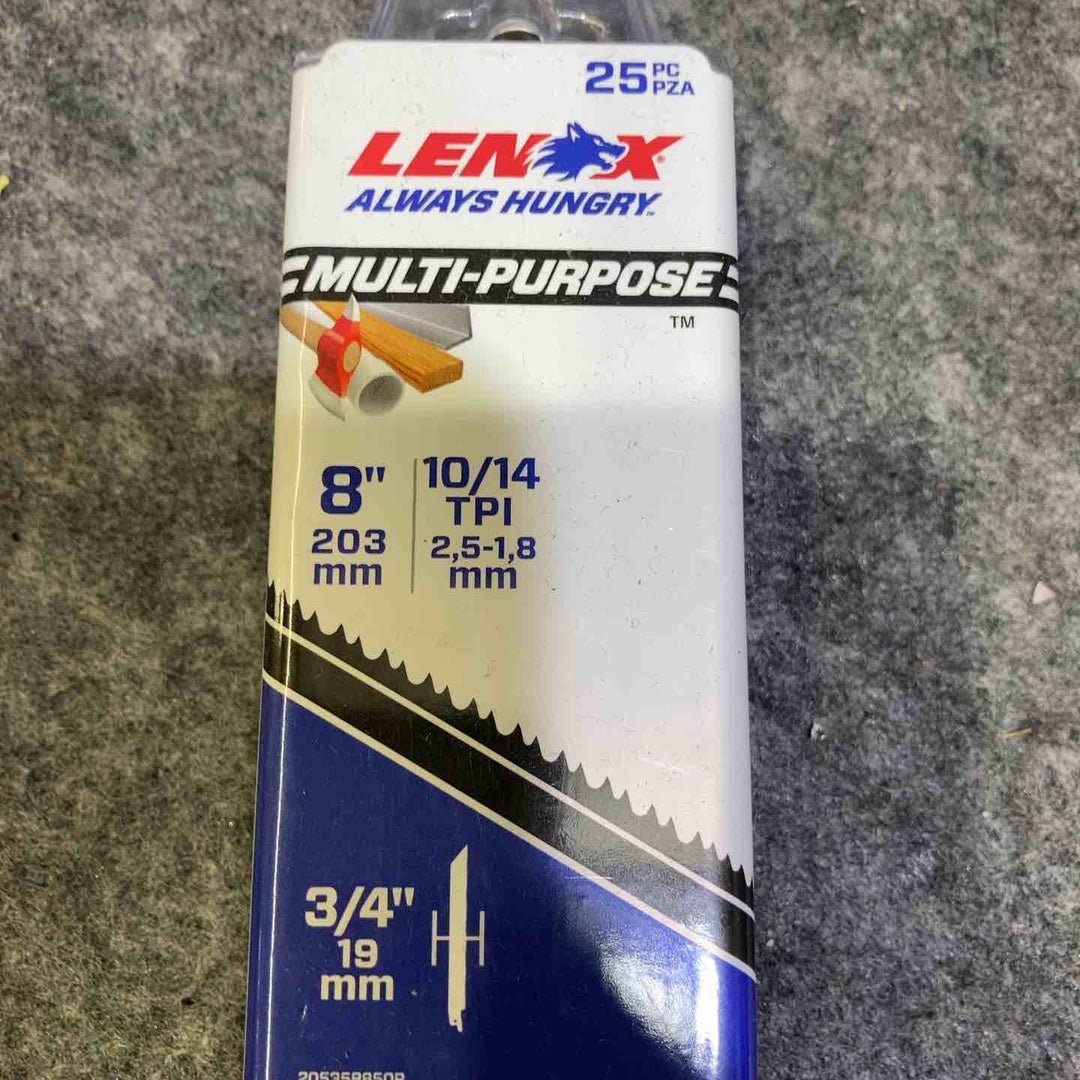 25 PC
PZA
LENOX®
ALWAYS HUNGRY™
MULTI-PURPOSE
TM
8"
203
mm
10/14
TPI
2,5-1,8
mm
3/4"
19
mm